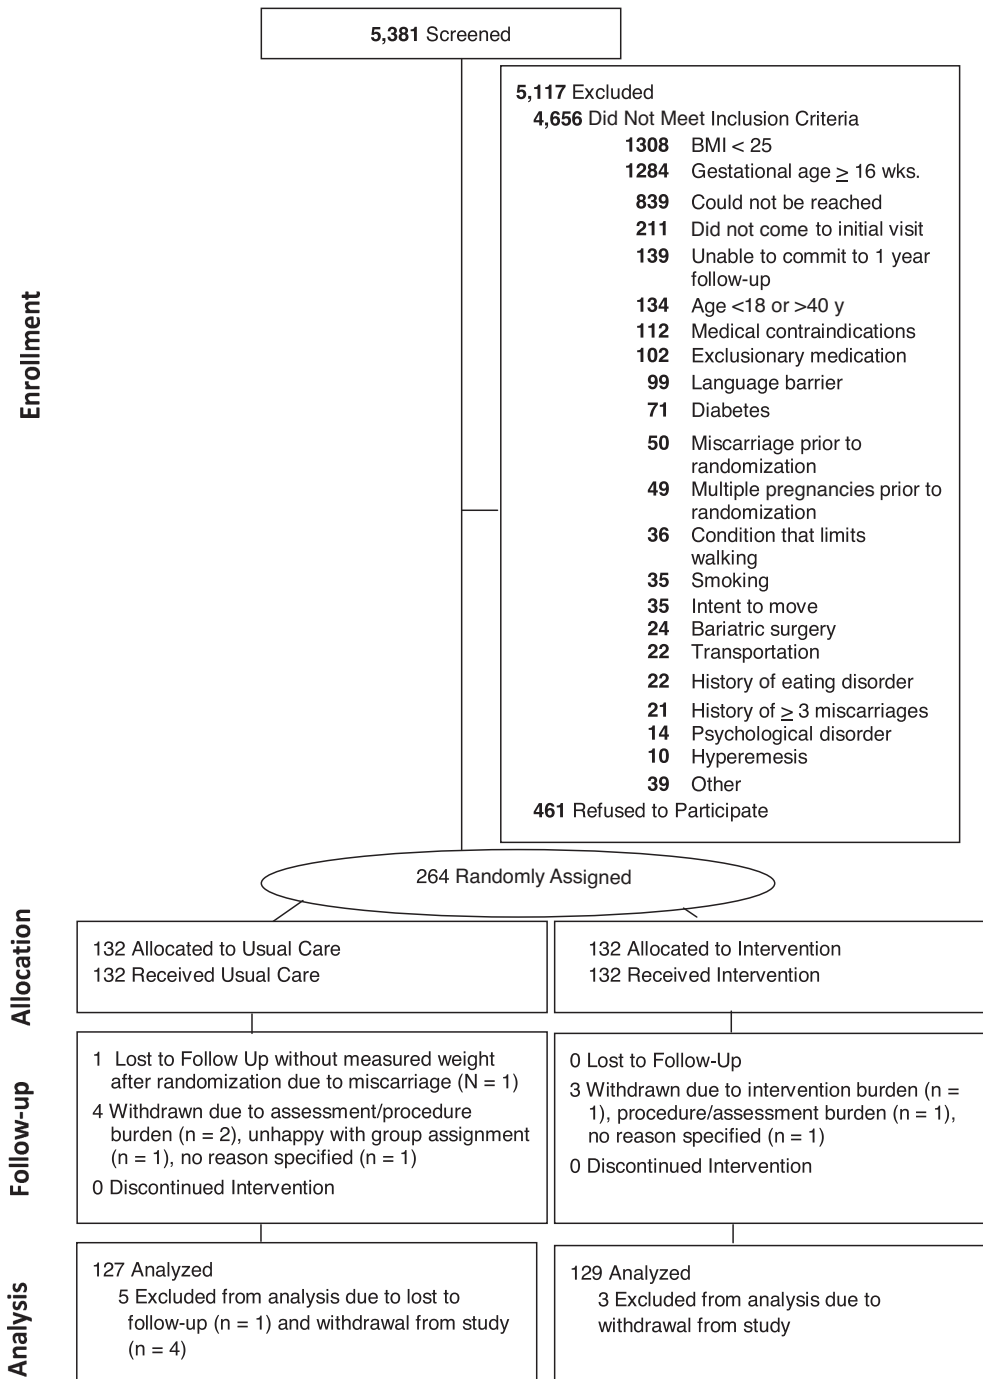 5,381 Screened
5,117 Excluded
4,656 Did Not Meet Inclusion Criteria
1308 BMI < 25
1284 Gestational age ≥ 16 wks.
839 Could not be reached
211 Did not come to initial visit
139 Unable to commit to 1 year
follow-up
134 Age <18 or >40 y
112 Medical contraindications
102 Exclusionary medication
99 Language barrier
71 Diabetes
50 Miscarriage prior to
randomization
49 Multiple pregnancies prior to
randomization
36 Condition that limits
walking
35 Smoking
35 Intent to move
24 Bariatric surgery
22 Transportation
22 History of eating disorder
21 History of ≥ 3 miscarriages
14 Psychological disorder
10 Hyperemesis
39 Other
461 Refused to Participate
Enrollment
264 Randomly Assigned
Allocation
132 Allocated to Usual Care
132 Received Usual Care
132 Allocated to Intervention
132 Received Intervention
Follow-up
1 Lost to Follow Up without measured weight
after randomization due to miscarriage (N = 1)
4 Withdrawn due to assessment/procedure
burden (n = 2), unhappy with group assignment
(n = 1), no reason specified (n = 1)
0 Discontinued Intervention
0 Lost to Follow-Up
3 Withdrawn due to intervention burden (n =
1), procedure/assessment burden (n = 1),
no reason specified (n = 1)
0 Discontinued Intervention
Analysis
127 Analyzed
5 Excluded from analysis due to lost to
follow-up (n = 1) and withdrawal from study
(n = 4)
129 Analyzed
3 Excluded from analysis due to
withdrawal from study